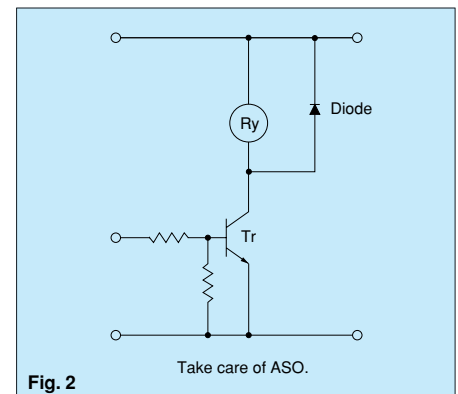 Ry
Diode
Tr
Take care of ASO.
Fig. 2